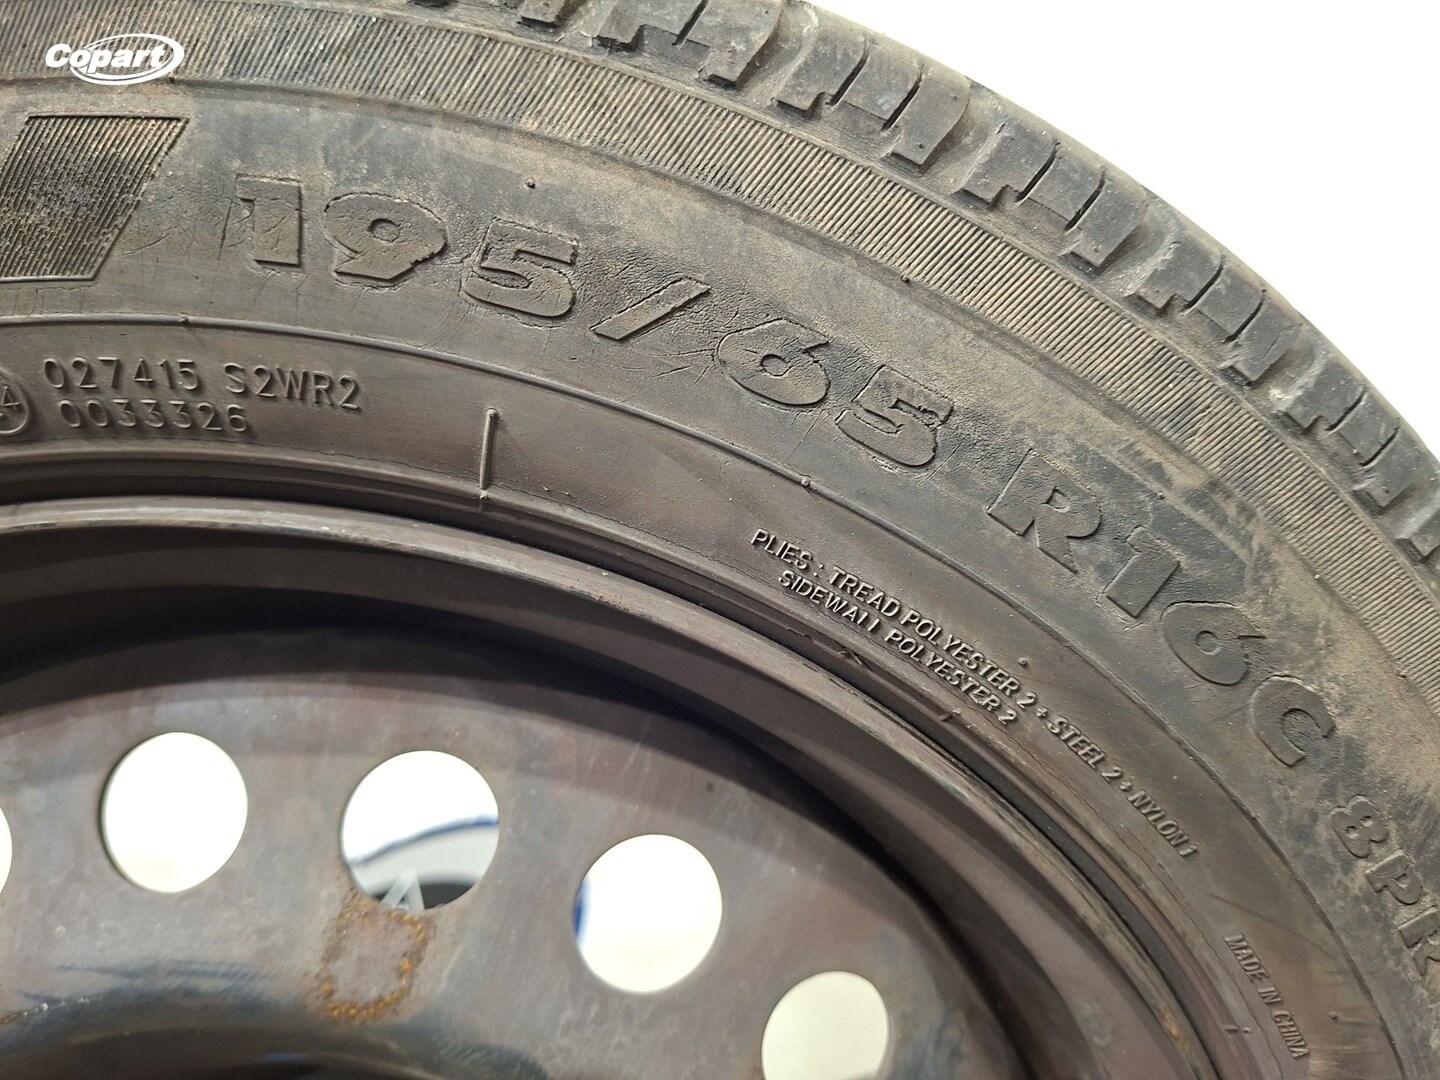 Copart
195/65 R16C 8PR
4
027415 S2WR2
0033326
PLIES : TREAD POLYESTER 2 + STEEL 2 + NYLON 1
SIDEWALL POLYESTER 2
MADE IN CHINA